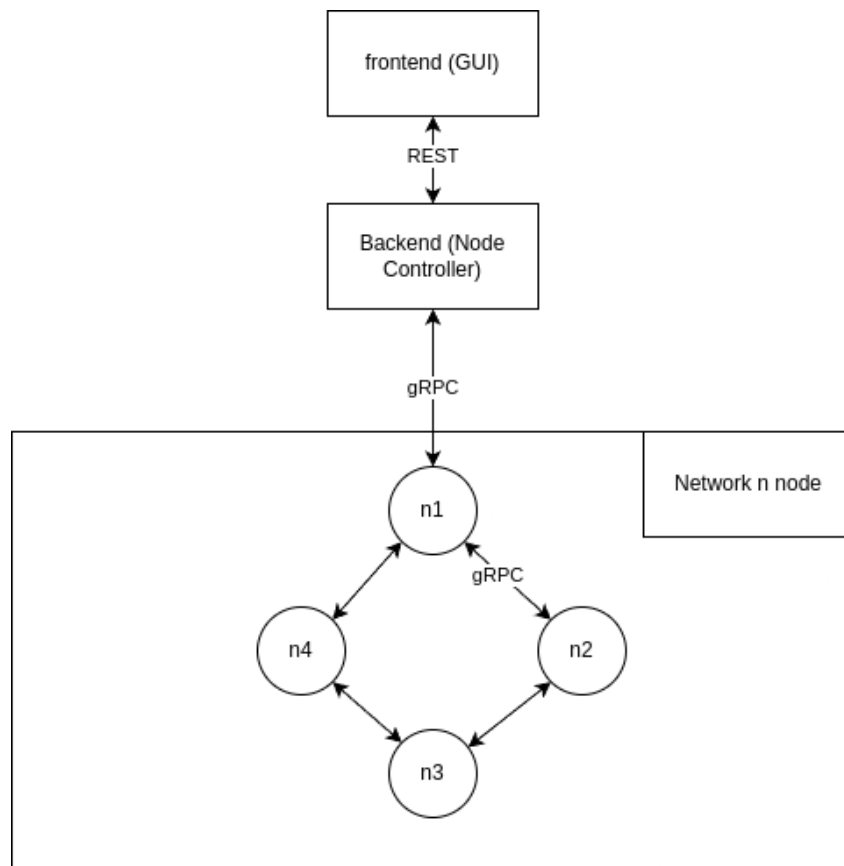 frontend (GUI)
REST
Backend (Node
Controller)
gRPC
Network n node
n1
gRPC
n4
n2
n3